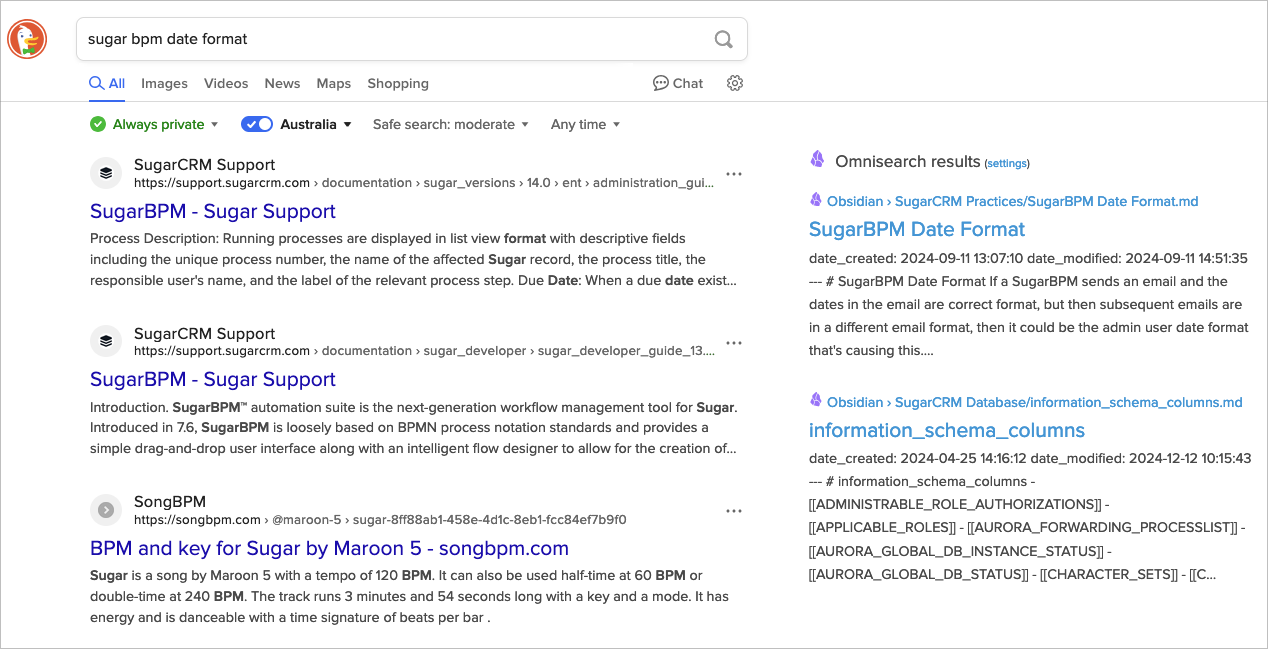 sugar bpm date format
All Images Videos News Maps Shopping Chat
Always private Australia Safe search: moderate Any time
SugarCRM Support
https://support.sugarcrm.com › documentation › sugar_versions › 14.0 › ent › administration_gui...
SugarBPM - Sugar Support
Process Description: Running processes are displayed in list view format with descriptive fields
including the unique process number, the name of the affected Sugar record, the process title, the
responsible user's name, and the label of the relevant process step. Due Date: When a due date exist...
SugarCRM Support
https://support.sugarcrm.com › documentation › sugar_developer › sugar_developer_guide_13....
SugarBPM - Sugar Support
Introduction. SugarBPM™ automation suite is the next-generation workflow management tool for Sugar.
Introduced in 7.6, SugarBPM is loosely based on BPMN process notation standards and provides a
simple drag-and-drop user interface along with an intelligent flow designer to allow for the creation of...
SongBPM
https://songbpm.com › @maroon-5 › sugar-8ff88ab1-458e-4d1c-8eb1-fcc84ef7b9f0
BPM and key for Sugar by Maroon 5 - songbpm.com
Sugar is a song by Maroon 5 with a tempo of 120 BPM. It can also be used half-time at 60 BPM or
double-time at 240 BPM. The track runs 3 minutes and 54 seconds long with a key and a mode. It has
energy and is danceable with a time signature of beats per bar .
Omnisearch results (settings)
Obsidian › SugarCRM Practices/SugarBPM Date Format.md
SugarBPM Date Format
date_created: 2024-09-11 13:07:10 date_modified: 2024-09-11 14:51:35
--- # SugarBPM Date Format If a SugarBPM sends an email and the
dates in the email are correct format, but then subsequent emails are
in a different email format, then it could be the admin user date format
that's causing this....
Obsidian › SugarCRM Database/information_schema_columns.md
information_schema_columns
date_created: 2024-04-25 14:16:12 date_modified: 2024-12-12 10:15:43
--- # information_schema_columns -
[[ADMINISTRABLE_ROLE_AUTHORIZATIONS]] -
[[APPLICABLE_ROLES]] - [[AURORA_FORWARDING_PROCESSLIST]] -
[[AURORA_GLOBAL_DB_INSTANCE_STATUS]] -
[[AURORA_GLOBAL_DB_STATUS]] - [[CHARACTER_SETS]] - [[C...